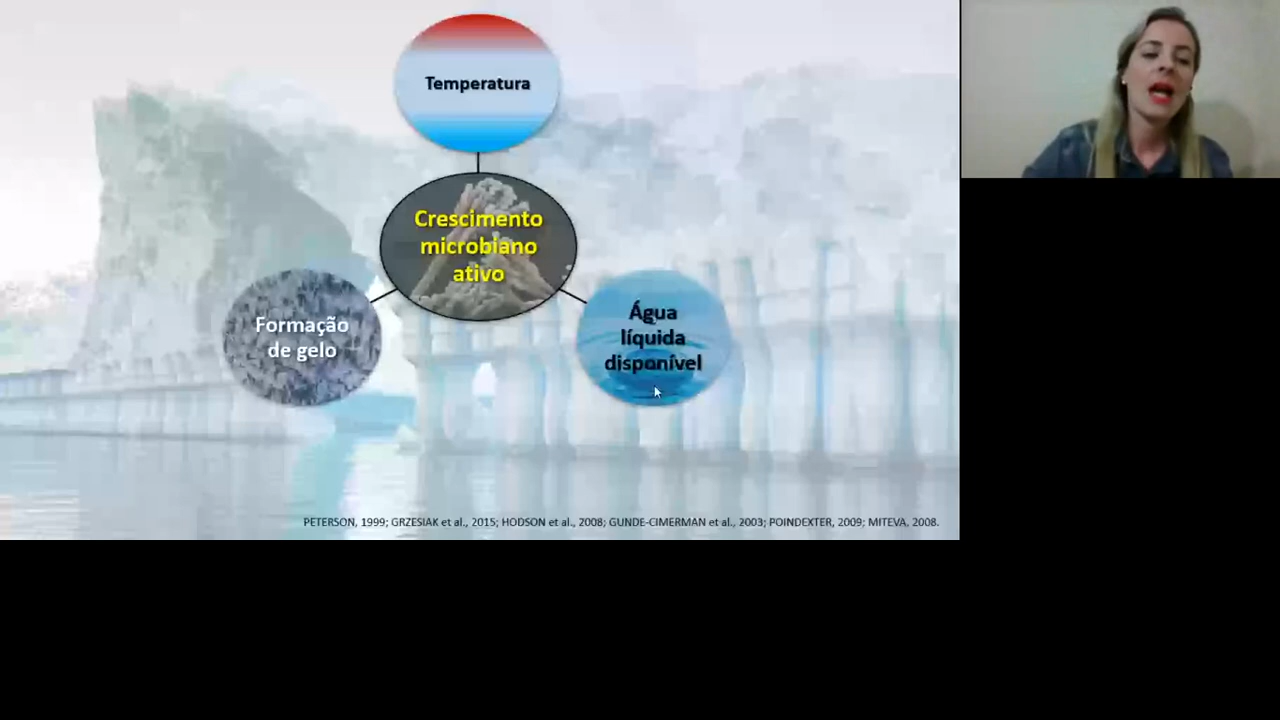 Temperatura
Crescimento
microbiano
ativo
Formação
de gelo
Água
líquida
disponível
PETERSON, 1999; GRZESIAK et al., 2015; HODSON et al., 2008; GUNDE-CIMERMAN et al., 2003; POINDEXTER, 2009; MITEVA, 2008.